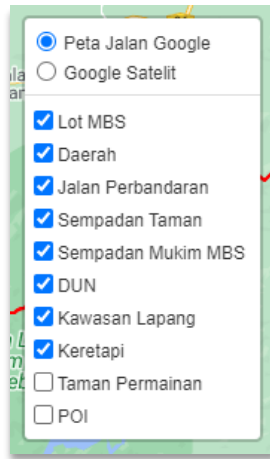 Peta Jalan Google
Google Satelit
Lot MBS
Daerah
Jalan Perbandaran
Sempadan Taman
Sempadan Mukim MBS
DUN
Kawasan Lapang
Keretapi
Taman Permainan
POI